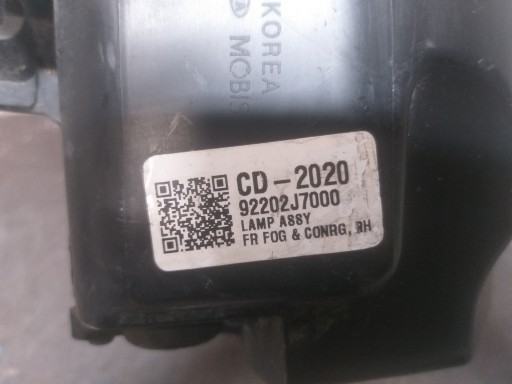 KOREA
MOBIS
CD-2020
92202J7000
LAMP ASSY
FR FOG & CONRG, RH